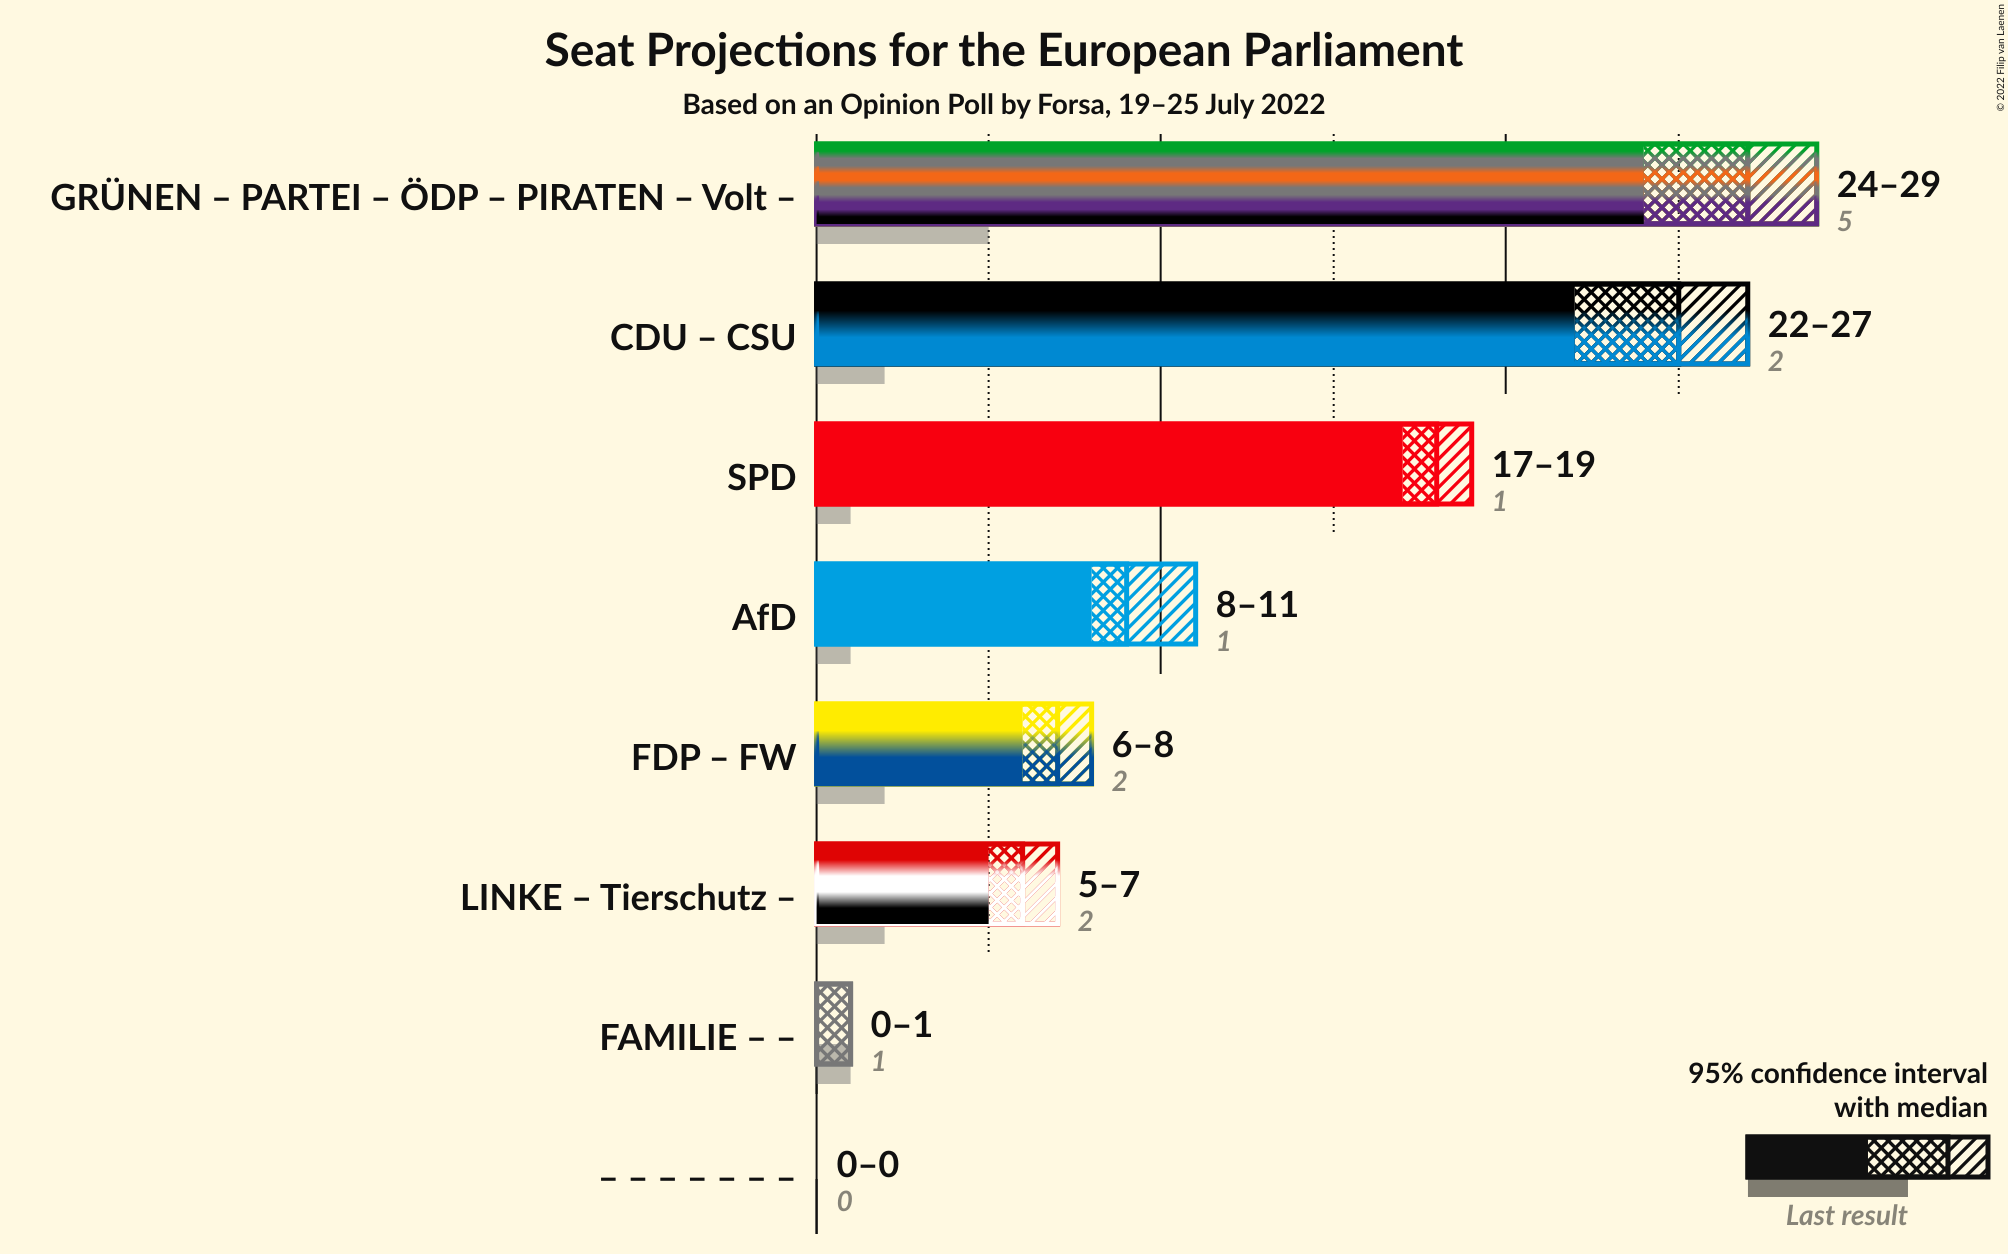 Seat Projections for the European Parliament
Based on an Opinion Poll by Forsa, 19–25 July 2022
© 2022 Filip van Laenen
GRÜNEN – PARTEI – ÖDP – PIRATEN – Volt –
24–29
5
CDU – CSU
22–27
2
SPD
17–19
1
AfD
8–11
1
FDP – FW
6–8
2
LINKE – Tierschutz –
5–7
2
FAMILIE – –
0–1
1
– – – – – – –
0–0
0
95% confidence interval
with median
Last result